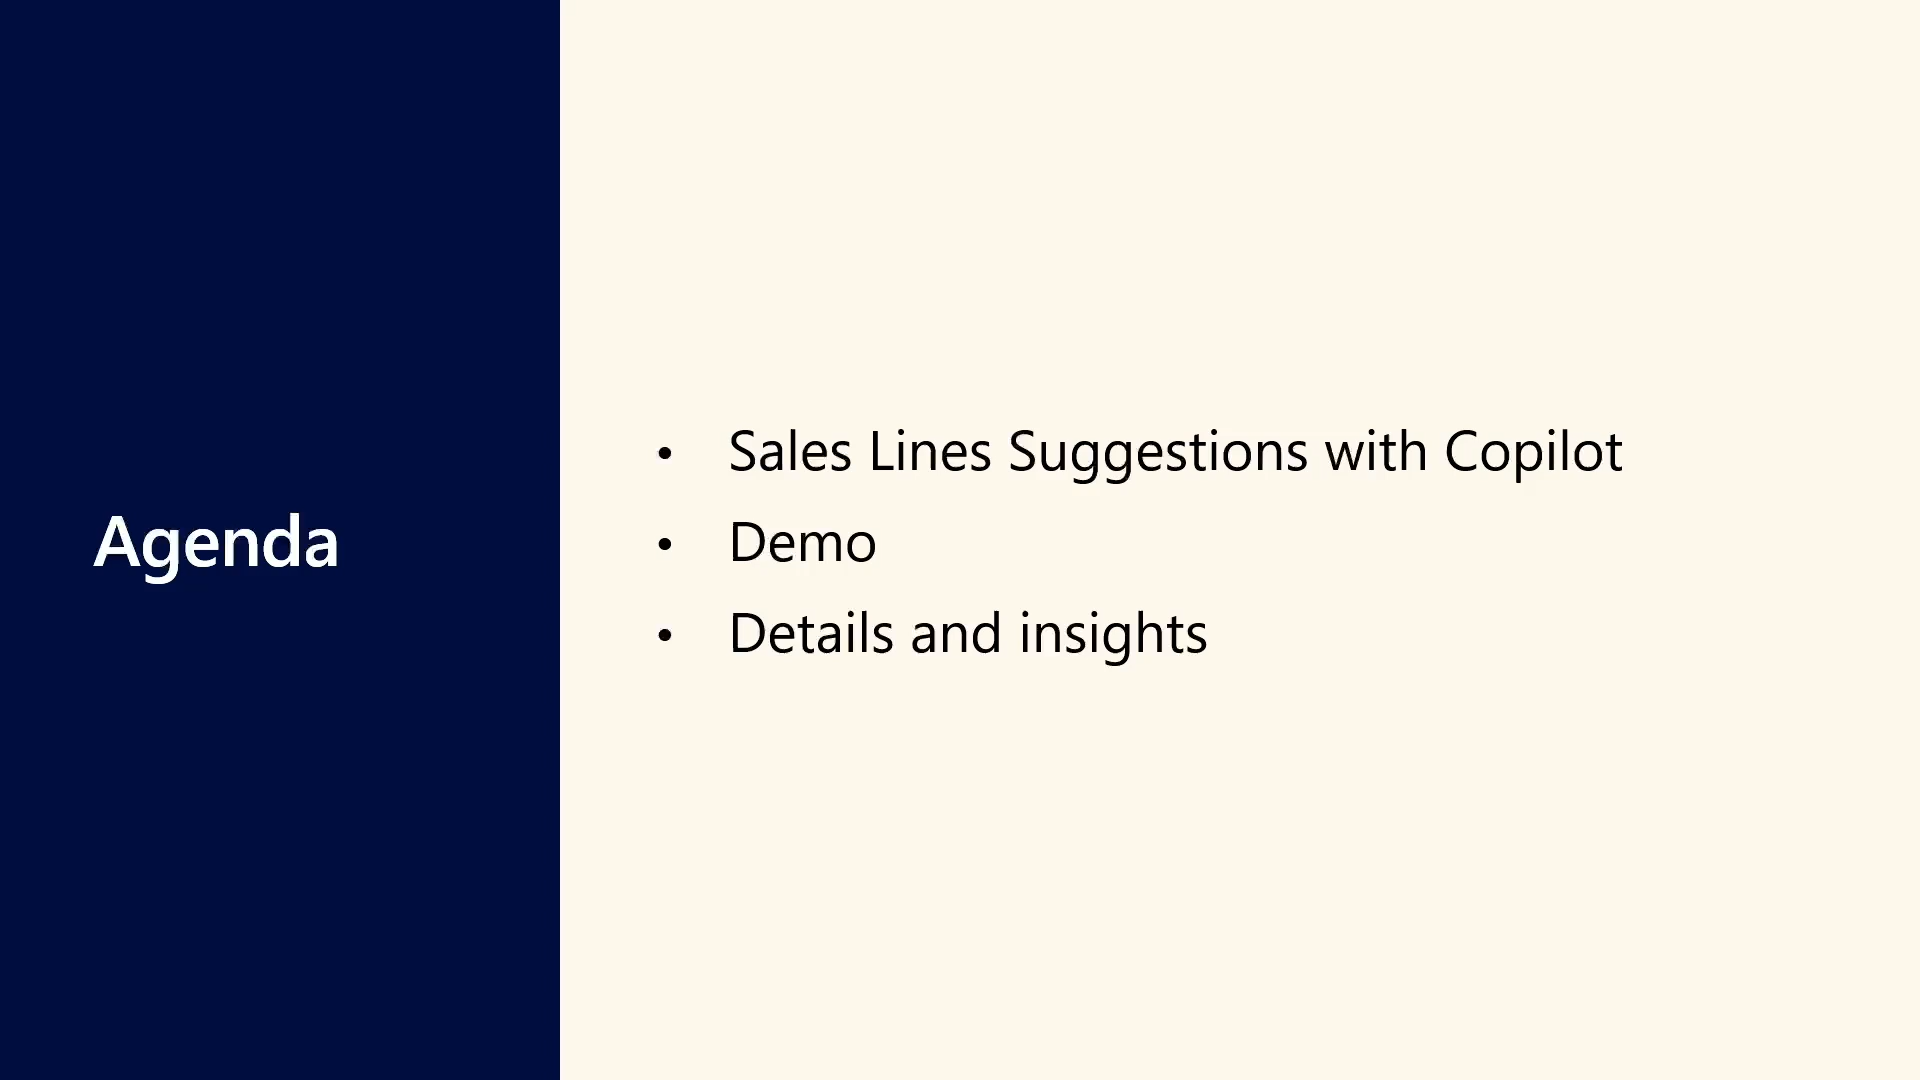 Agenda
• Sales Lines Suggestions with Copilot
• Demo
• Details and insights